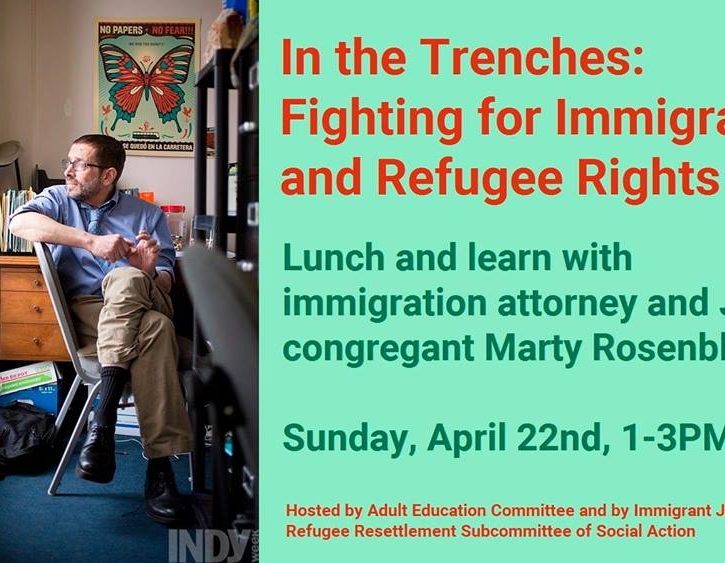 NO PAPERS NO FEAR!!!
SE QUEDÓ EN LA CARRETERA
In the Trenches:
Fighting for Immigra
and Refugee Rights
Lunch and learn with
immigration attorney and J
congregant Marty Rosenbl
Sunday, April 22nd, 1-3PM
Hosted by Adult Education Committee and by Immigrant J
Refugee Resettlement Subcommittee of Social Action
INDY
week